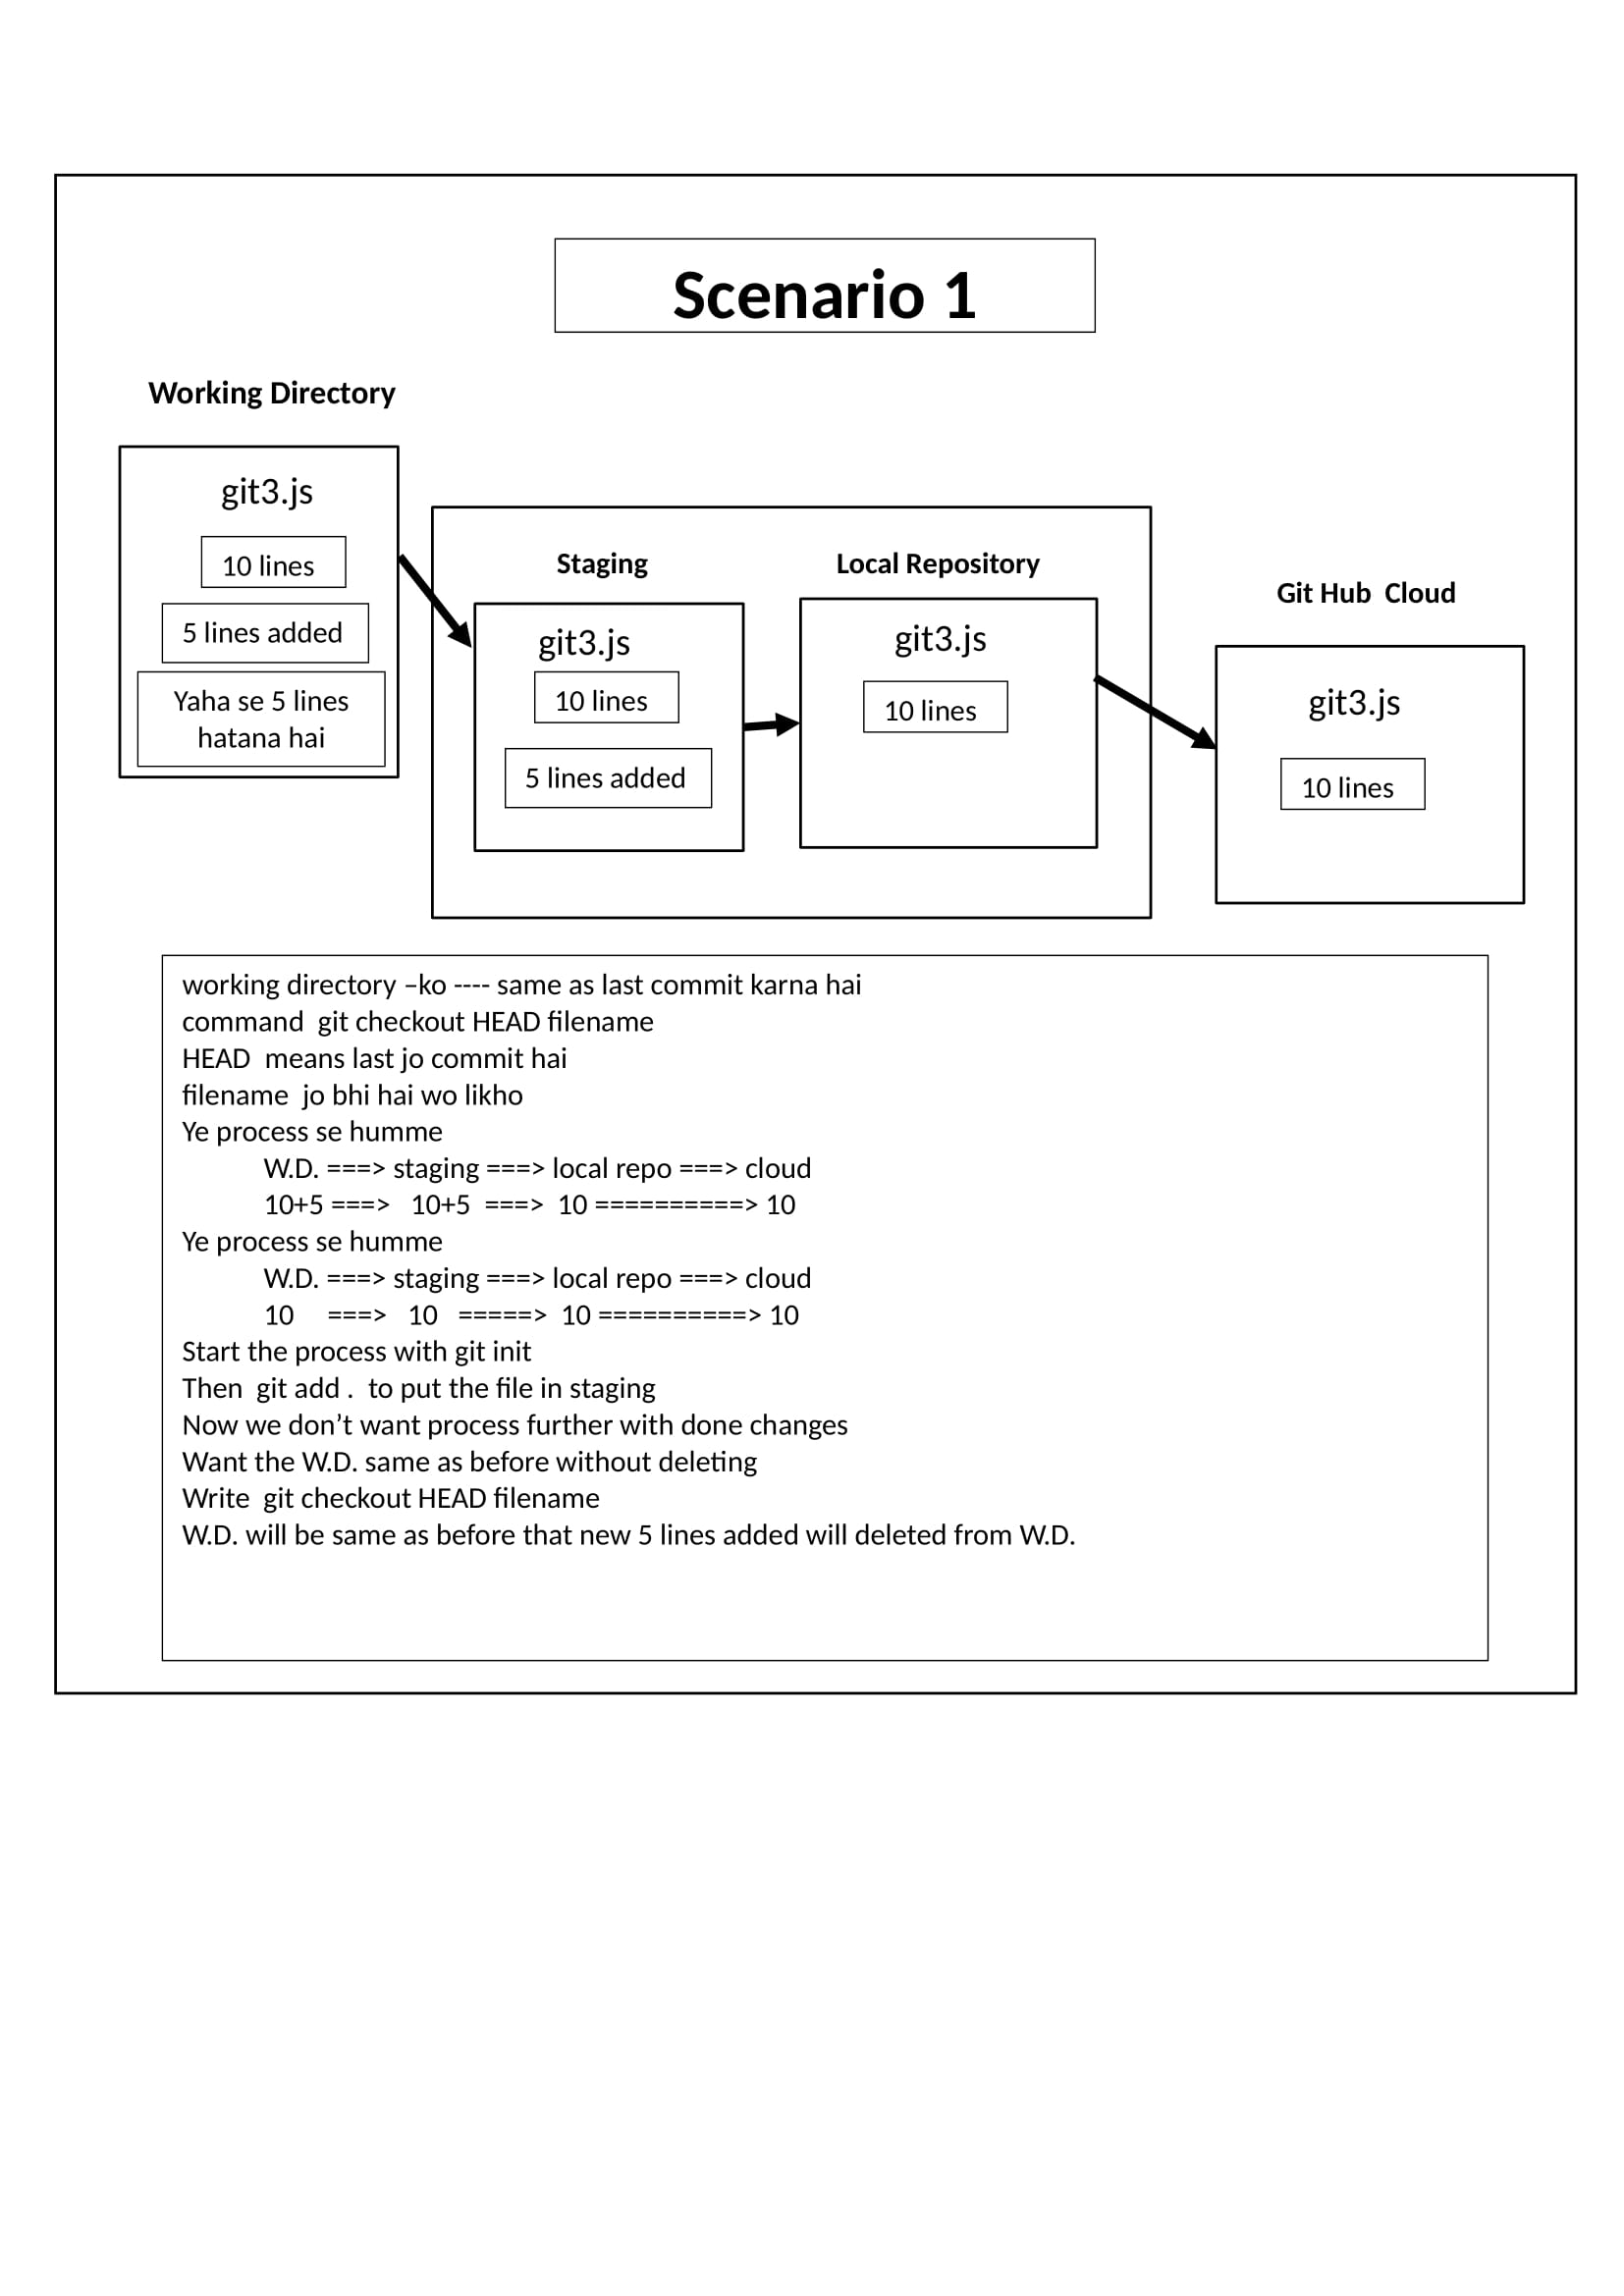 Scenario 1
Working Directory
git3.js
10 lines
5 lines added
Yaha se 5 lines
hatana hai
Staging
git3.js
10 lines
5 lines added
Local Repository
git3.js
10 lines
Git Hub  Cloud
git3.js
10 lines
working directory –ko ---- same as last commit karna hai
command  git checkout HEAD filename
HEAD  means last jo commit hai
filename  jo bhi hai wo likho
Ye process se humme
W.D. ===> staging ===> local repo ===> cloud
10+5 ===>   10+5  ===>  10 ==========> 10
Ye process se humme
W.D. ===> staging ===> local repo ===> cloud
10     ===>   10   =====>  10 ==========> 10
Start the process with git init
Then  git add .  to put the file in staging
Now we don’t want process further with done changes
Want the W.D. same as before without deleting
Write  git checkout HEAD filename
W.D. will be same as before that new 5 lines added will deleted from W.D.